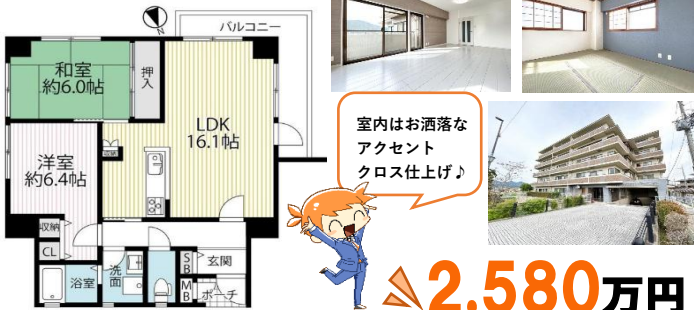 N
バルコニー
和室
約6.0帖
押入
LDK
16.1帖
洋室
約6.4帖
収納
CL
浴室
洗面
SB
玄関
MB
ポーチ
室内はお洒落な
アクセント
クロス仕上げ♪
2,580万円